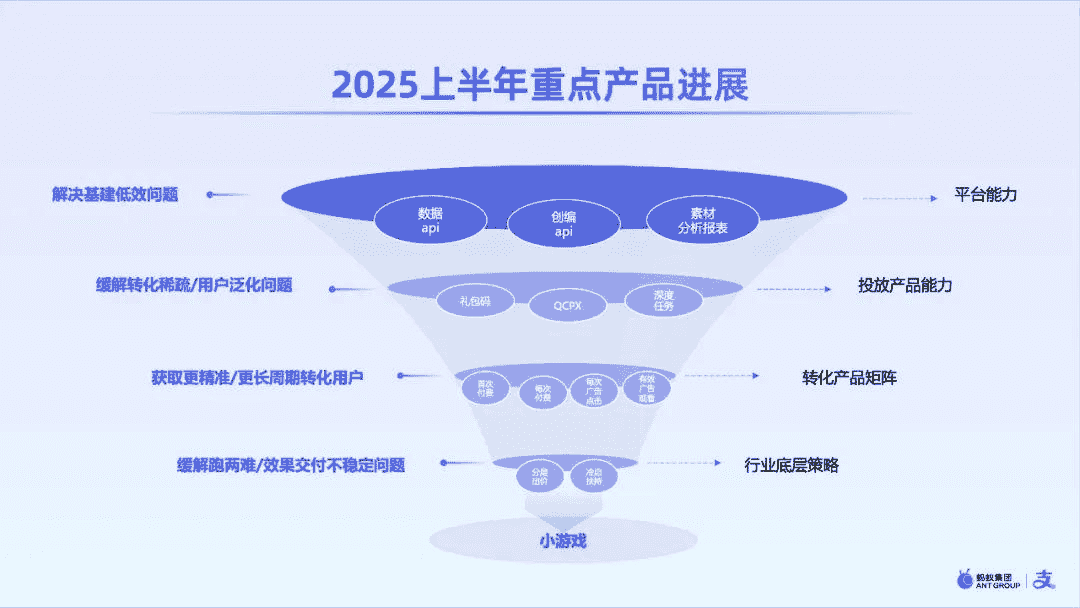 2025上半年重点产品进展
解决基建低效问题
数据
api
创编
api
素材
分析报表
平台能力
缓解转化稀疏/用户泛化问题
礼包码
QCPX
深度
任务
投放产品能力
获取更精准/更长周期转化用户
首次
付费
每次
付费
每次
广告
点击
有效
广告
观看
转化产品矩阵
缓解跑两难/效果交付不稳定问题
分层
出价
冷启
扶持
行业底层策略
小游戏
蚂蚁集团
ANT GROUP
支